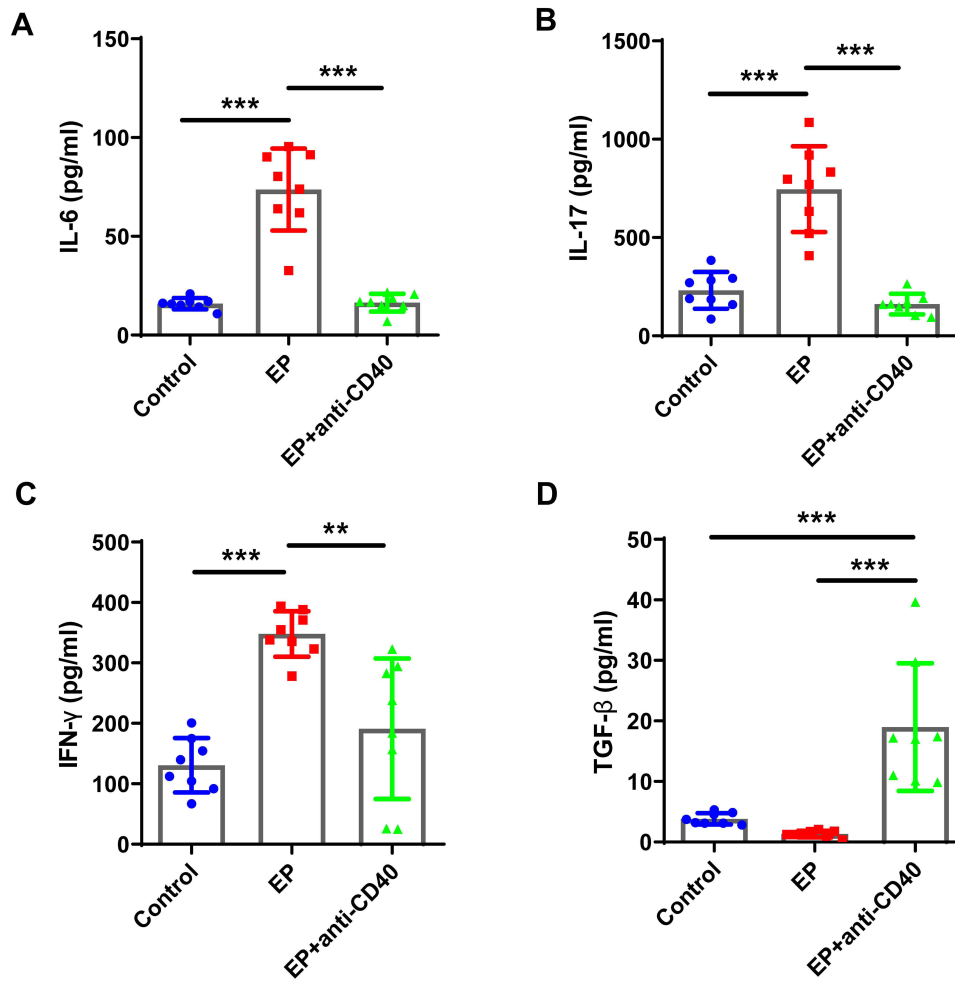 A
IL-6 (pg/ml)
150
100
50
0
***
***
Control
EP
EP+anti-CD40
B
IL-17 (pg/ml)
1500
1000
500
0
***
***
Control
EP
EP+anti-CD40
C
IFN-γ (pg/ml)
500
400
300
200
100
0
***
**
Control
EP
EP+anti-CD40
D
TGF-β (pg/ml)
50
40
30
20
10
0
***
***
Control
EP
EP+anti-CD40